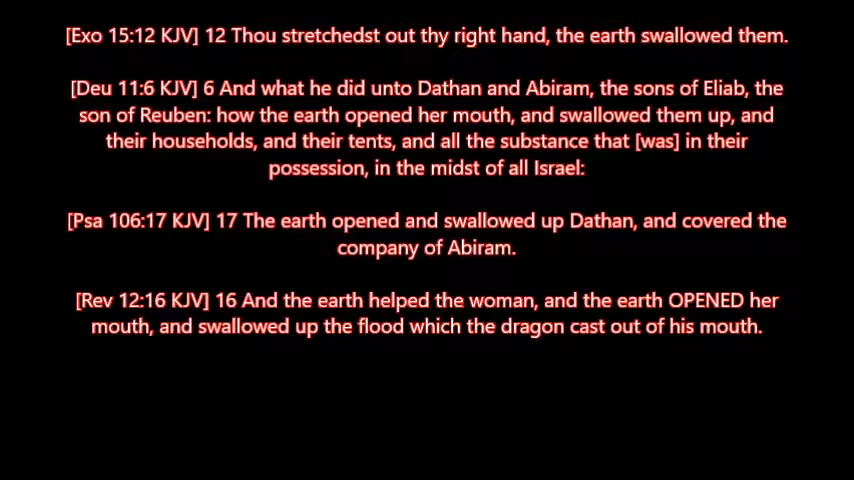 [Exo 15:12 KJV] 12 Thou stretchedst out thy right hand, the earth swallowed them.
[Deu 11:6 KJV] 6 And what he did unto Dathan and Abiram, the sons of Eliab, the
son of Reuben: how the earth opened her mouth, and swallowed them up, and
their households, and their tents, and all the substance that [was] in their
possession, in the midst of all Israel:
[Psa 106:17 KJV] 17 The earth opened and swallowed up Dathan, and covered the
company of Abiram.
[Rev 12:16 KJV] 16 And the earth helped the woman, and the earth OPENED her
mouth, and swallowed up the flood which the dragon cast out of his mouth.